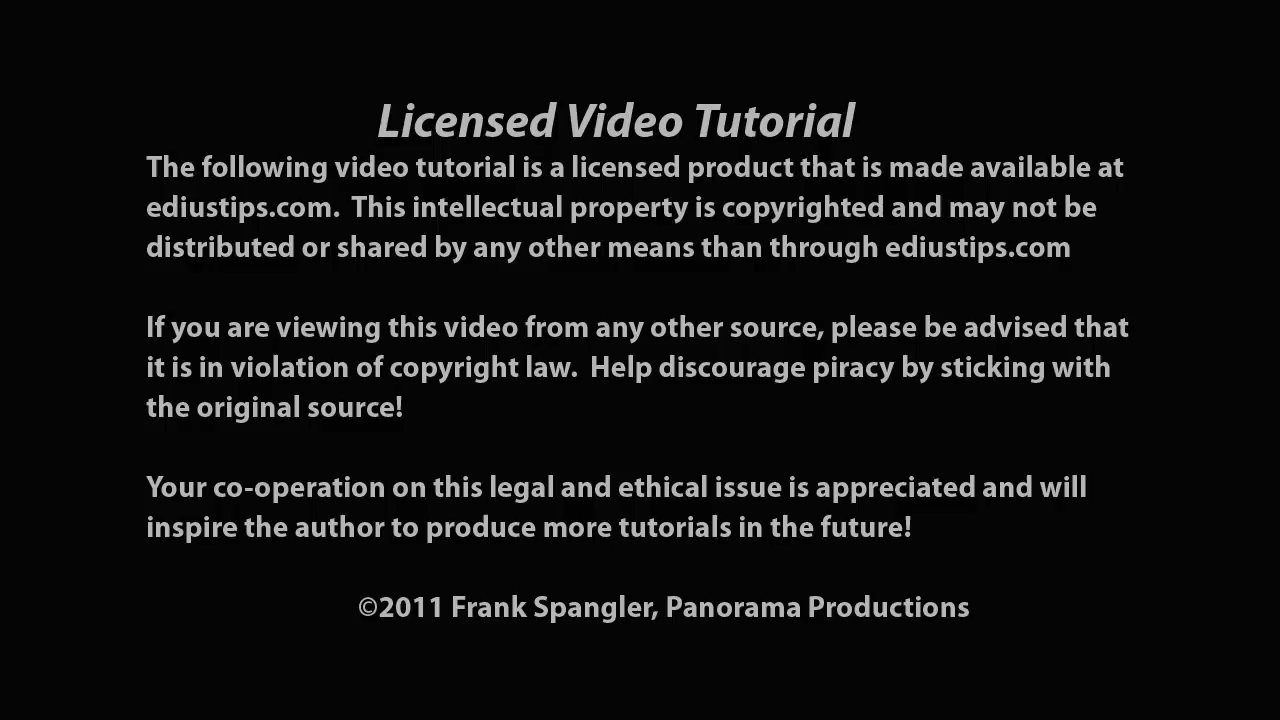 Licensed Video Tutorial
The following video tutorial is a licensed product that is made available at
ediustips.com.  This intellectual property is copyrighted and may not be
distributed or shared by any other means than through ediustips.com
If you are viewing this video from any other source, please be advised that
it is in violation of copyright law.  Help discourage piracy by sticking with
the original source!
Your co-operation on this legal and ethical issue is appreciated and will
inspire the author to produce more tutorials in the future!
©2011 Frank Spangler, Panorama Productions